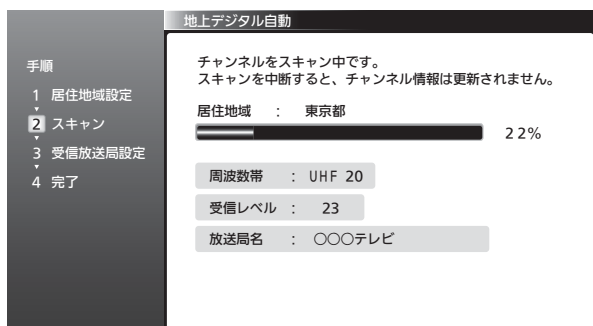 地上デジタル自動
手順
1 居住地域設定
2 スキャン
3 受信放送局設定
4 完了
チャンネルをスキャン中です。
スキャンを中断すると、チャンネル情報は更新されません。
居住地域 : 東京都
22%
周波数帯 : UHF 20
受信レベル : 23
放送局名 : ○○○テレビ